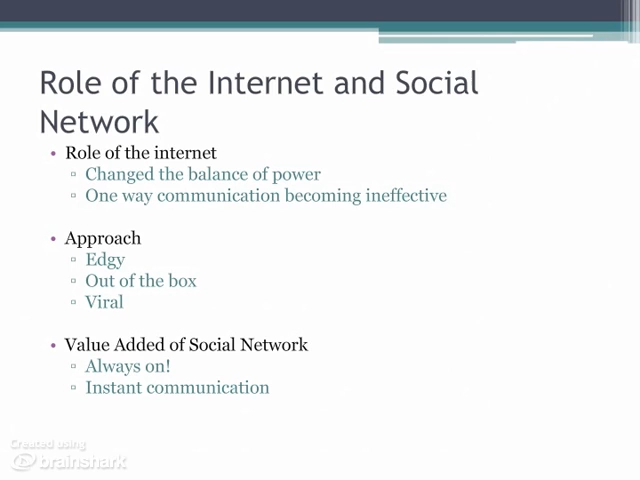 Role of the Internet and Social
Network
• Role of the internet
▫ Changed the balance of power
▫ One way communication becoming ineffective
• Approach
▫ Edgy
▫ Out of the box
▫ Viral
• Value Added of Social Network
▫ Always on!
▫ Instant communication
Created using
brainshark